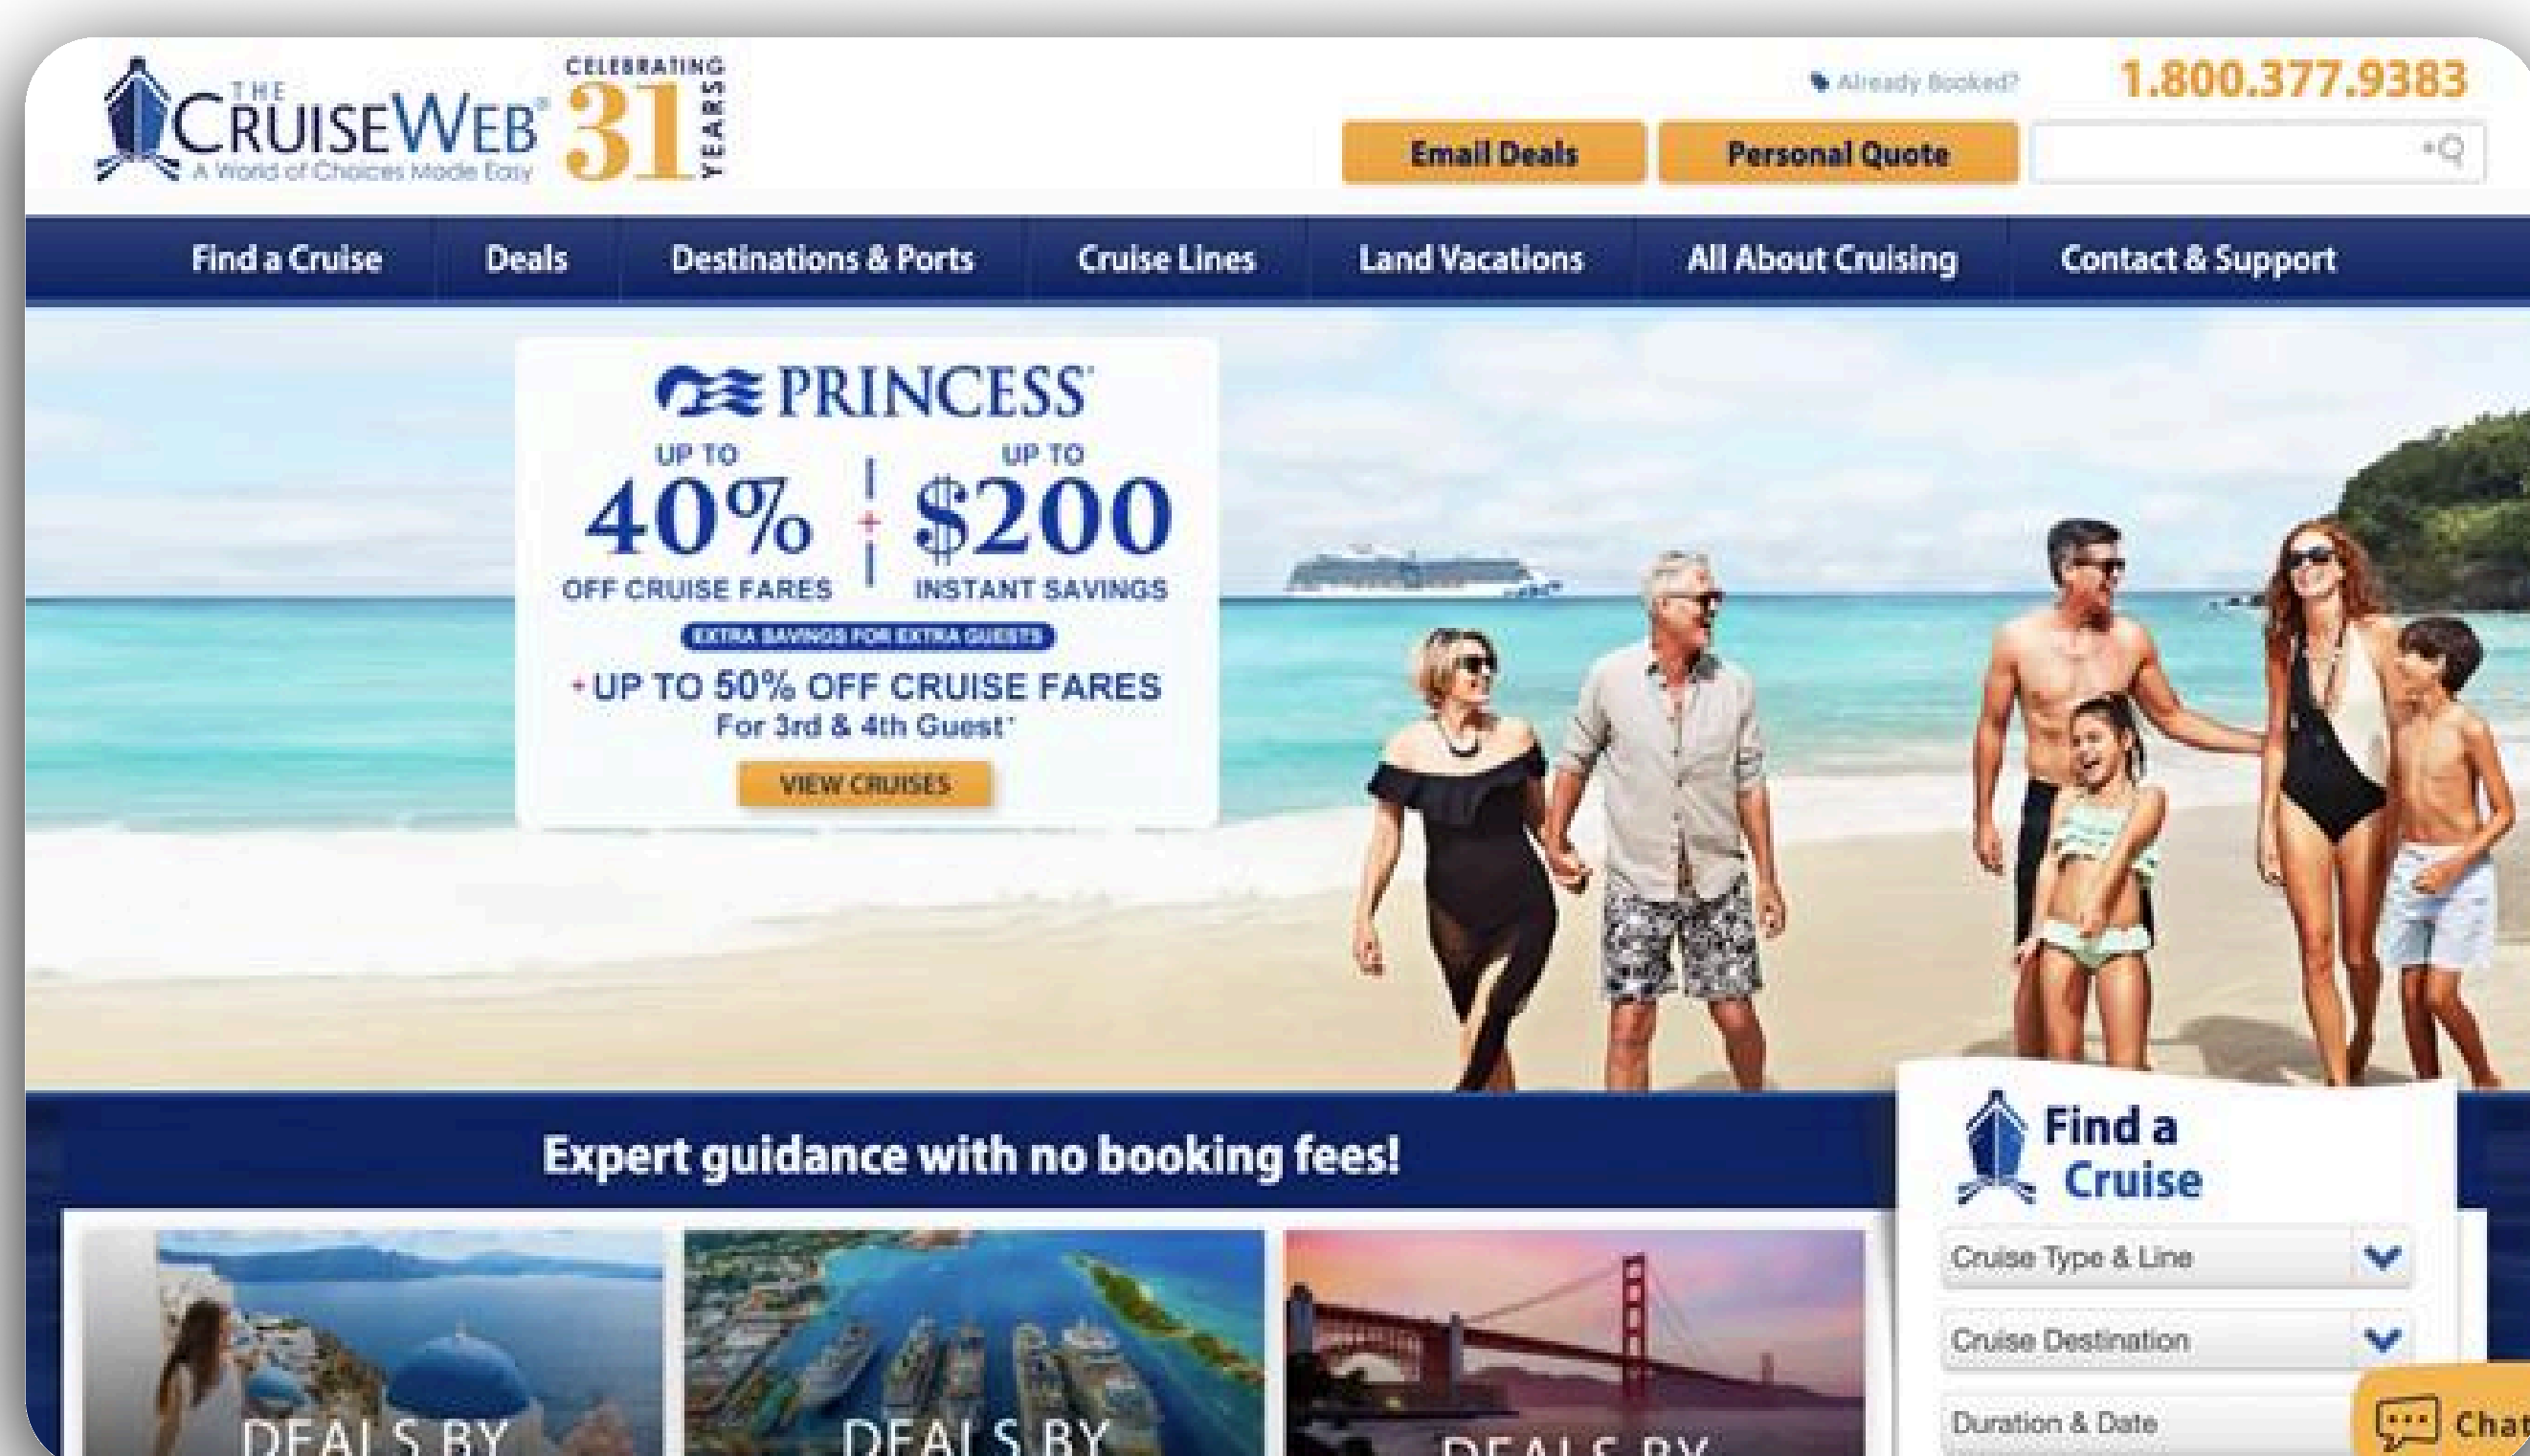 THE
CRUISEWEB®
A World of Choices Made Easy
CELEBRATING
31
YEARS
Already Booked?
1.800.377.9383
Email Deals
Personal Quote
Find a Cruise
Deals
Destinations & Ports
Cruise Lines
Land Vacations
All About Cruising
Contact & Support
PRINCESS
UP TO
40%
OFF CRUISE FARES
+
UP TO
$200
INSTANT SAVINGS
EXTRA SAVINGS FOR EXTRA GUESTS
+UP TO 50% OFF CRUISE FARES
For 3rd & 4th Guest*
VIEW CRUISES
Expert guidance with no booking fees!
DEALS BY
DEALS BY
DEALS BY
Find a
Cruise
Cruise Type & Line
Cruise Destination
Duration & Date
Chat